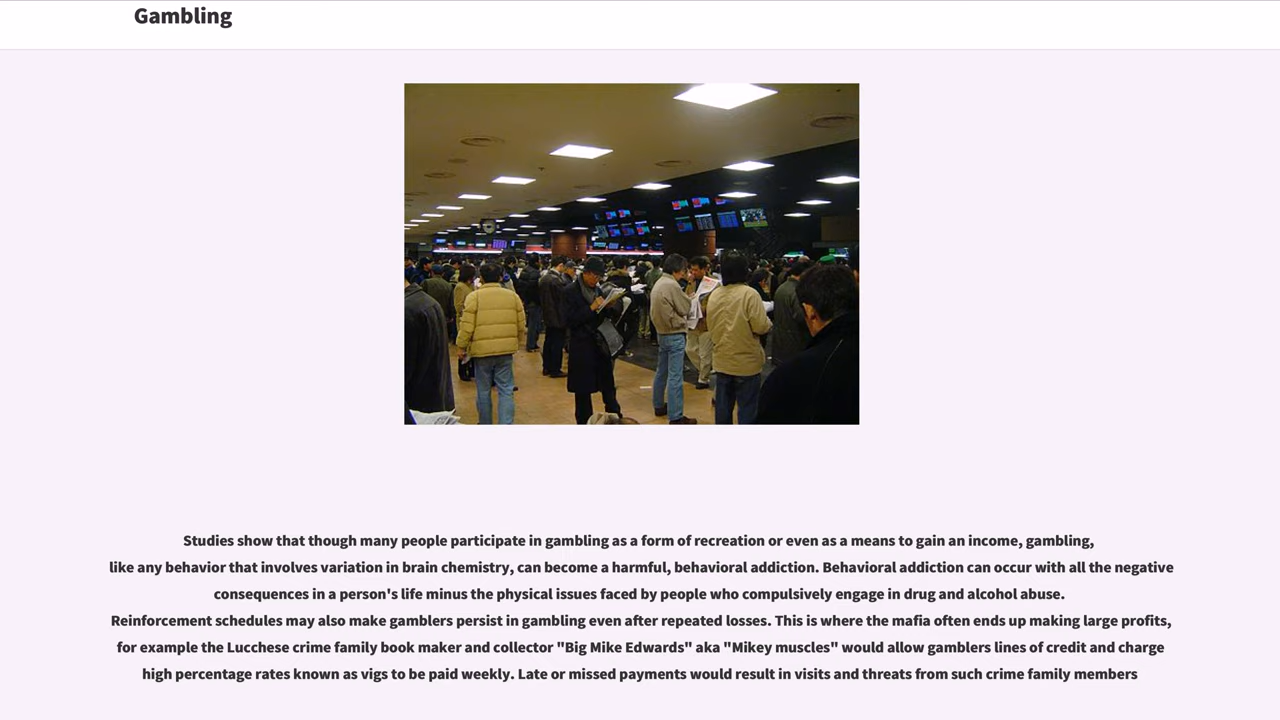 Gambling
Studies show that though many people participate in gambling as a form of recreation or even as a means to gain an income, gambling,
like any behavior that involves variation in brain chemistry, can become a harmful, behavioral addiction. Behavioral addiction can occur with all the negative
consequences in a person's life minus the physical issues faced by people who compulsively engage in drug and alcohol abuse.
Reinforcement schedules may also make gamblers persist in gambling even after repeated losses. This is where the mafia often ends up making large profits,
for example the Lucchese crime family book maker and collector "Big Mike Edwards" aka "Mikey muscles" would allow gamblers lines of credit and charge
high percentage rates known as vigs to be paid weekly. Late or missed payments would result in visits and threats from such crime family members